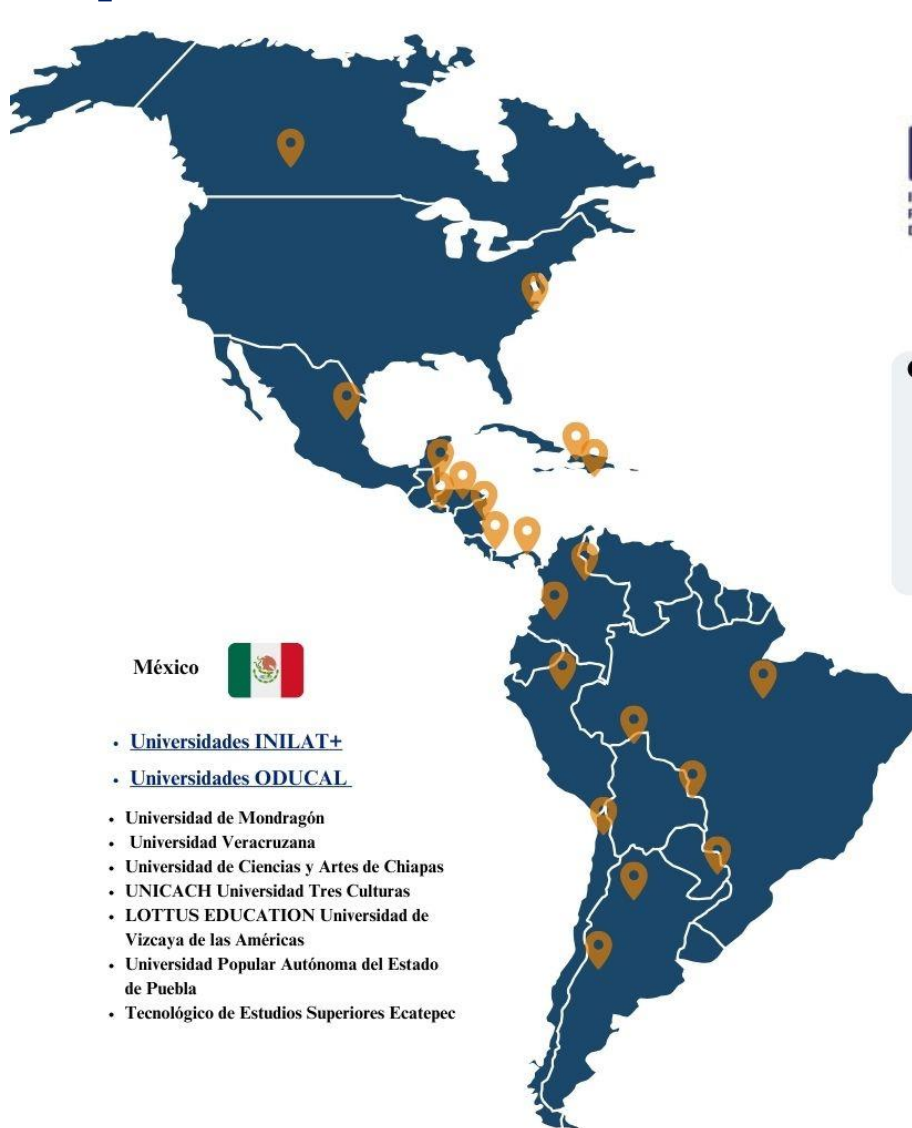 México
• Universidades INILAT+
• Universidades ODUCAL
• Universidad de Mondragón
• Universidad Veracruzana
• Universidad de Ciencias y Artes de Chiapas
• UNICACH Universidad Tres Culturas
• LOTTUS EDUCATION Universidad de
Vizcaya de las Américas
• Universidad Popular Autónoma del Estado
de Puebla
• Tecnológico de Estudios Superiores Ecatepec